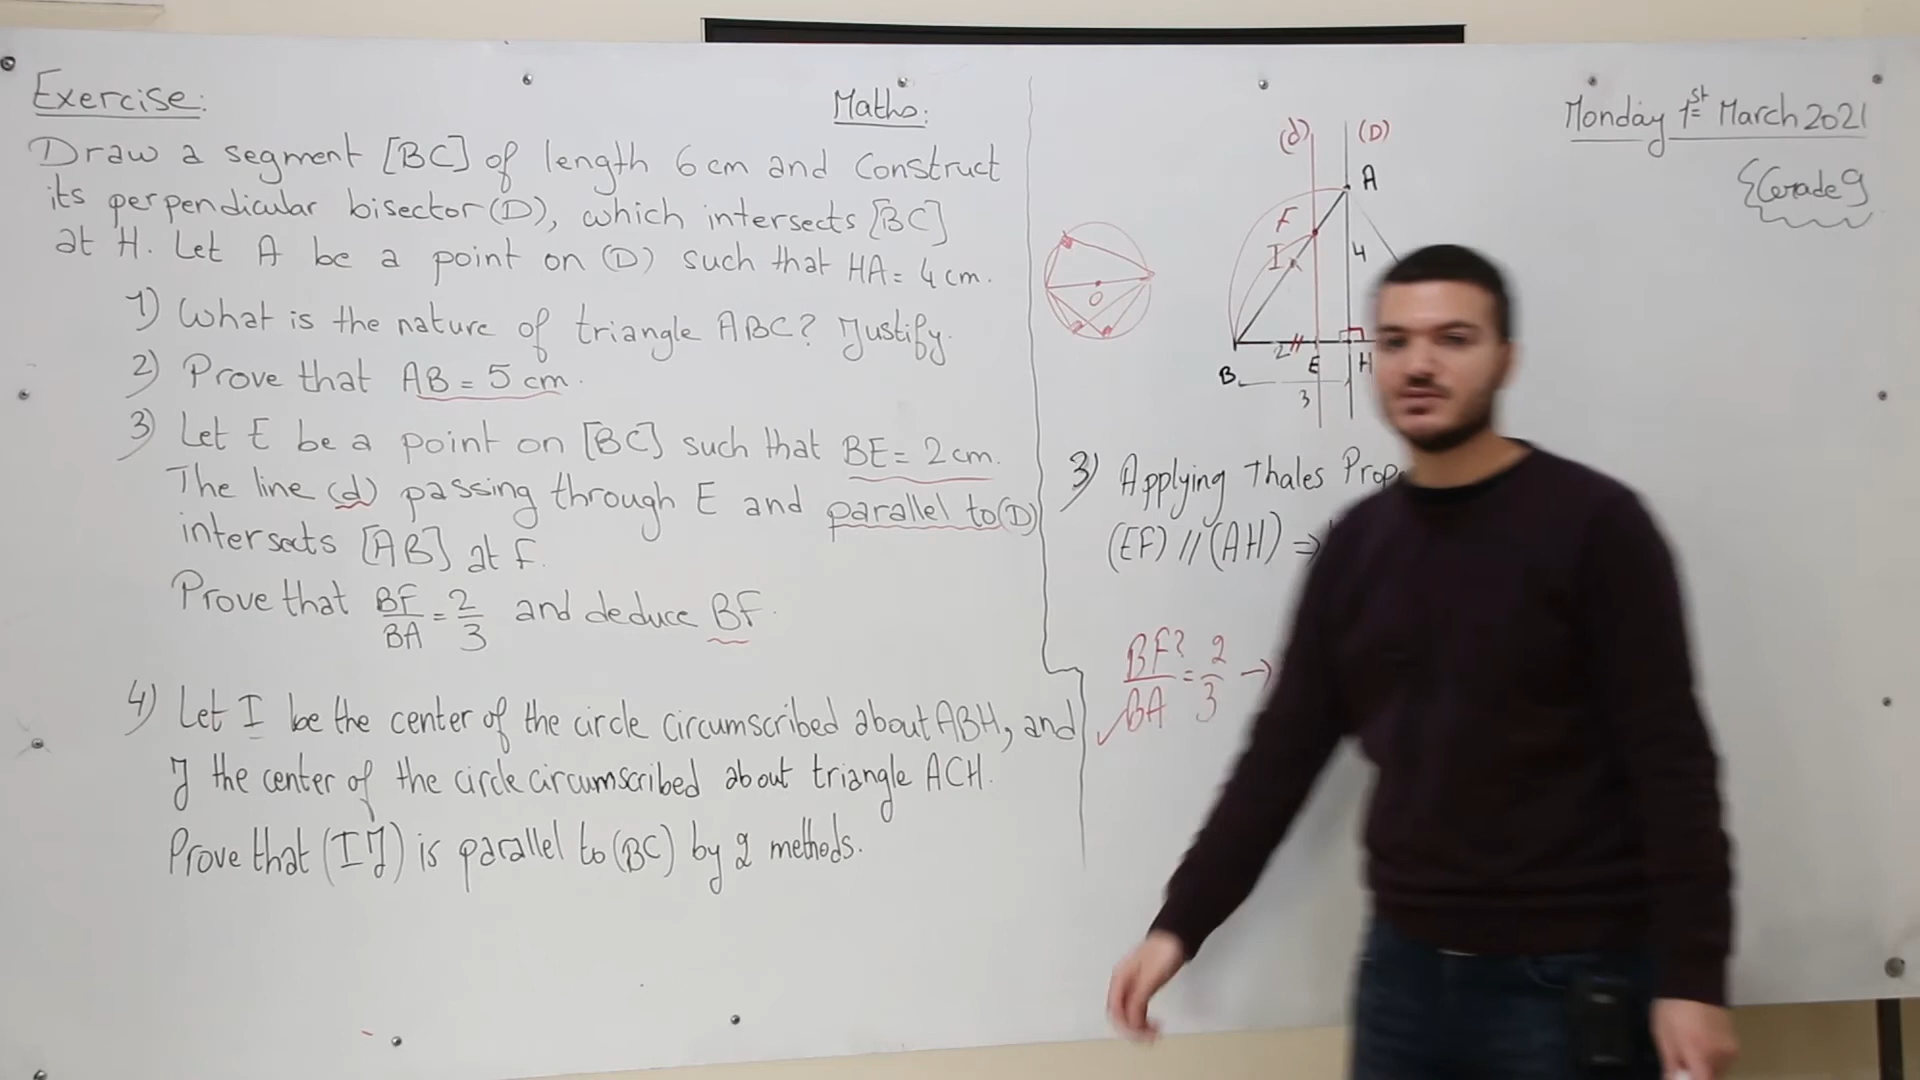 Exercise:
Maths:
Draw a segment [BC] of length 6 cm and construct
its perpendicular bisector (D), which intersects [BC]
at H. Let A be a point on (D) such that HA = 4 cm.
1) What is the nature of triangle ABC? Justify.
2) Prove that AB = 5 cm.
3) Let E be a point on [BC] such that BE = 2 cm.
The line (d) passing through E and parallel to (D)
intersects [AB] at F.
Prove that BF/BA = 2/3 and deduce BF.
4) Let I be the center of the circle circumscribed about ABH, and
J the center of the circle circumscribed about triangle ACH.
Prove that (IJ) is parallel to (BC) by 2 methods.
Monday 1st March 2021
Grade 9
(d) (D)
A
F
I
4
O
2
B E H
3
3) Applying Thales
(EF) // (AH) ⇒
BF?/BA = 2/3 →